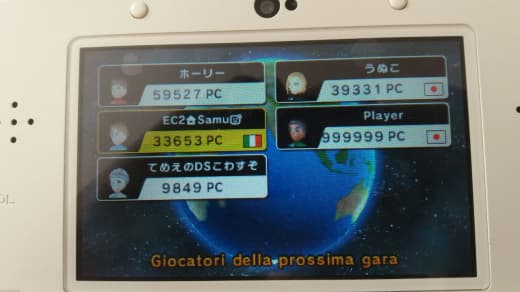 ホーリー
59527 PC
うぬこ
39331 PC
EC2 Samu
33653 PC
Player
999999 PC
てめえのDSこわすぞ
9849 PC
Giocatori della prossima gara